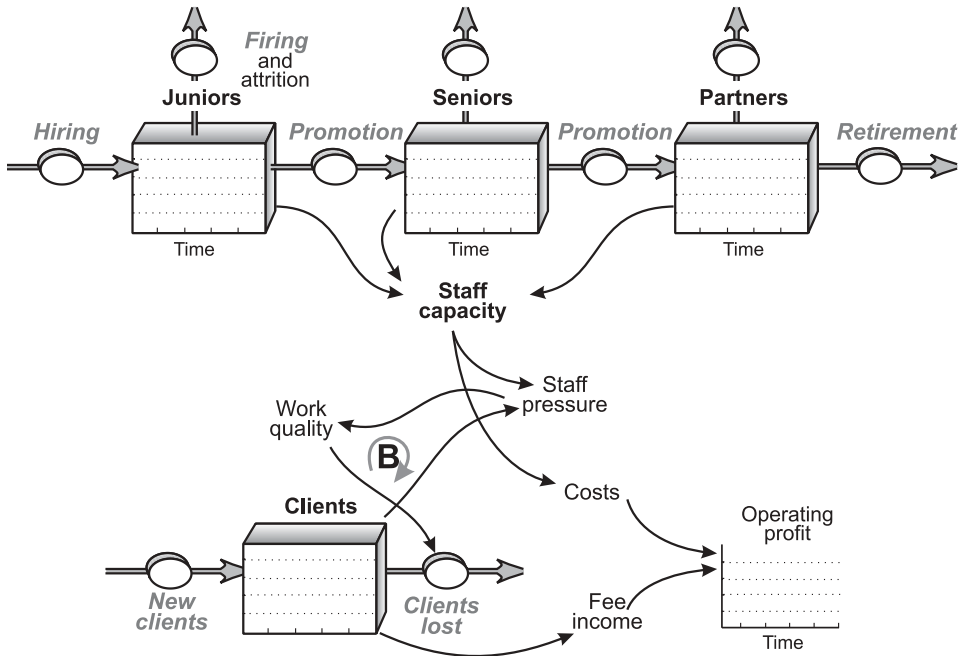 Firing
and
attrition
Juniors
Seniors
Partners
Hiring
Promotion
Promotion
Retirement
Time
Time
Time
Staff
capacity
Staff
pressure
Work
quality
B
Clients
Costs
Operating
profit
New
clients
Clients
lost
Fee
income
Time